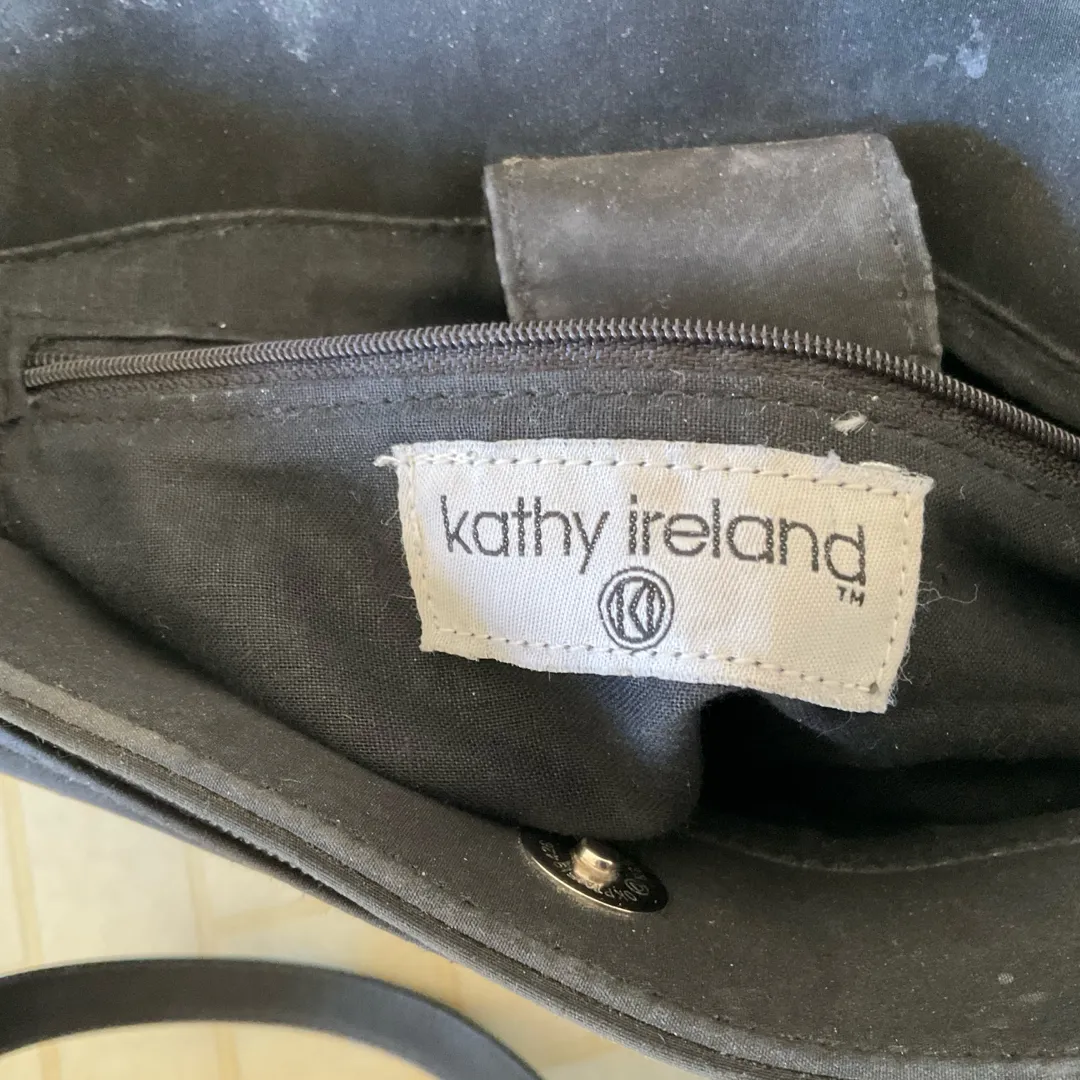 kathy ireland
TM